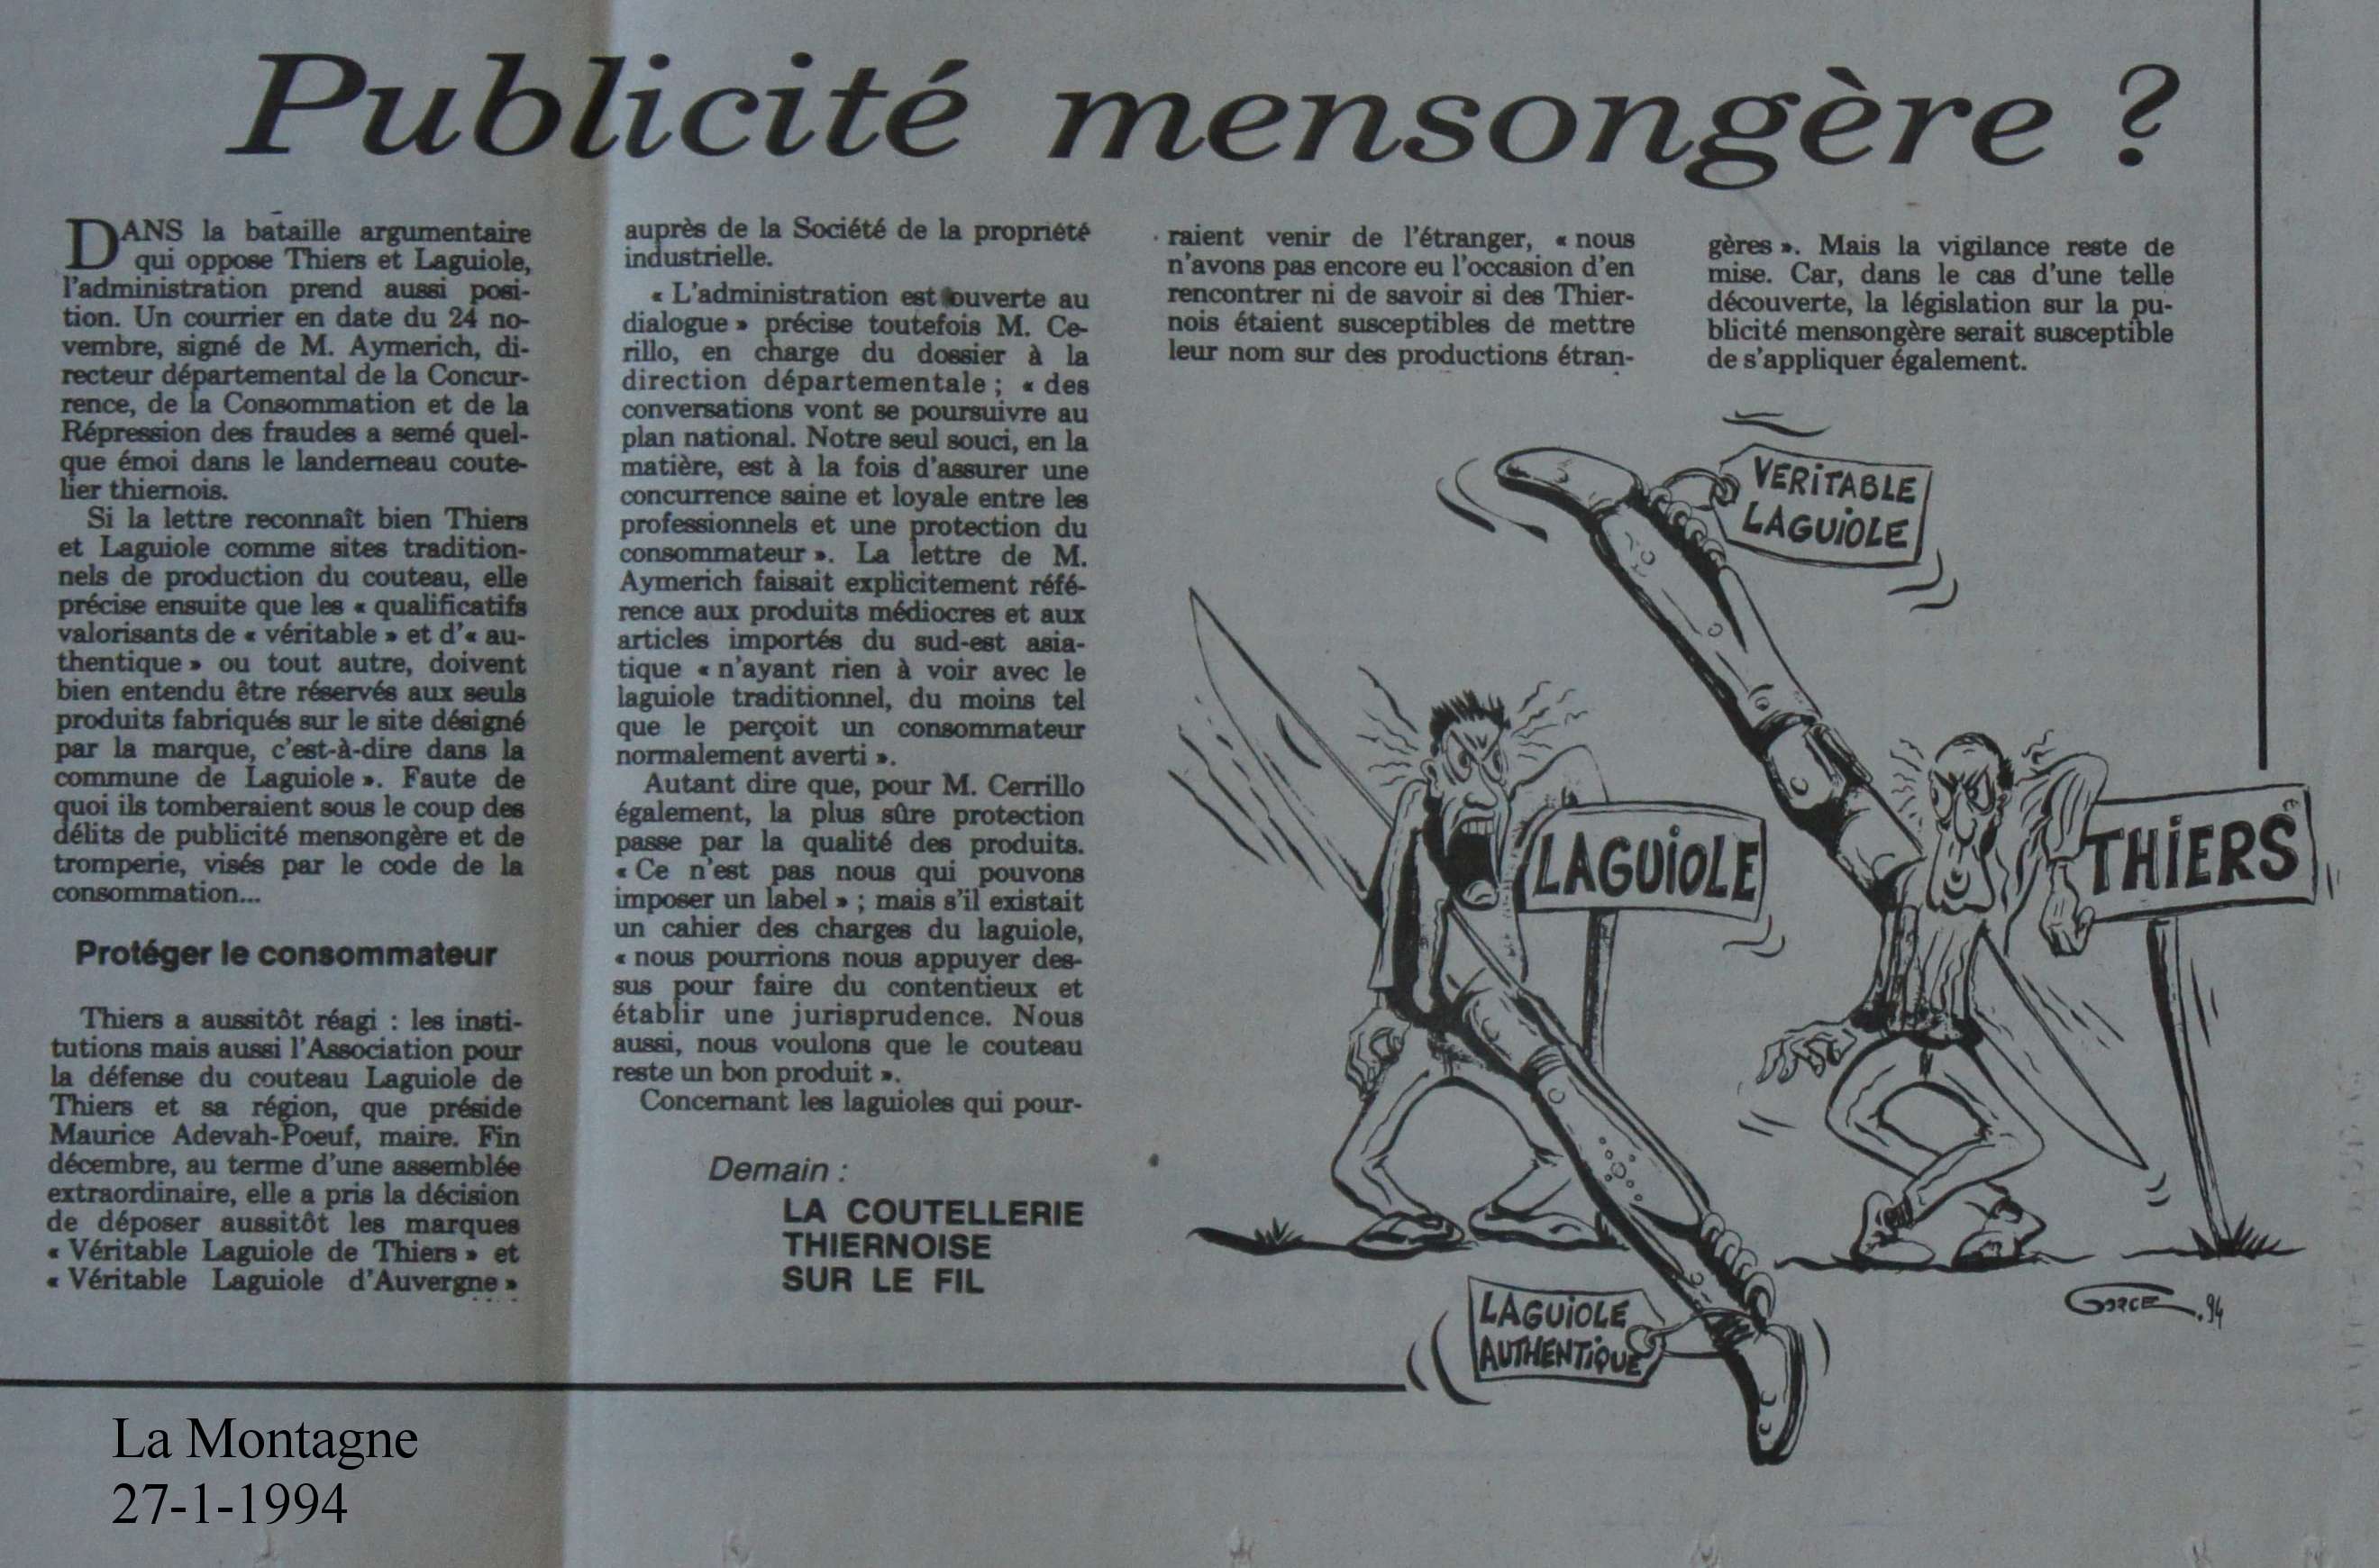 Publicité mensongère ?
DANS la bataille argumentaire
qui oppose Thiers et Laguiole,
l'administration prend aussi posi-
tion. Un courrier en date du 24 no-
vembre, signé de M. Aymerich, di-
recteur départemental de la Concur-
rence, de la Consommation et de la
Répression des fraudes a semé quel-
que émoi dans le landerneau coute-
lier thiernois.
Si la lettre reconnaît bien Thiers
et Laguiole comme sites tradition-
nels de production du couteau, elle
précise ensuite que les « qualificatifs
valorisants de « véritable » et d'« au-
thentique » ou tout autre, doivent
bien entendu être réservés aux seuls
produits fabriqués sur le site désigné
par la marque, c'est-à-dire dans la
commune de Laguiole ». Faute de
quoi ils tomberaient sous le coup des
délits de publicité mensongère et de
tromperie, visés par le code de la
consommation...
Protéger le consommateur
Thiers a aussitôt réagi : les insti-
tutions mais aussi l'Association pour
la défense du couteau Laguiole de
Thiers et sa région, que préside
Maurice Adevah-Poeuf, maire. Fin
décembre, au terme d'une assemblée
extraordinaire, elle a pris la décision
de déposer aussitôt les marques
« Véritable Laguiole de Thiers » et
« Véritable Laguiole d'Auvergne »
auprès de la Société de la propriété
industrielle.
« L'administration est ouverte au
dialogue » précise toutefois M. Ce-
rillo, en charge du dossier à la
direction départementale ; « des
conversations vont se poursuivre au
plan national. Notre seul souci, en la
matière, est à la fois d'assurer une
concurrence saine et loyale entre les
professionnels et une protection du
consommateur ». La lettre de M.
Aymerich faisait explicitement réfé-
rence aux produits médiocres et aux
articles importés du sud-est asia-
tique « n'ayant rien à voir avec le
laguiole traditionnel, du moins tel
que le perçoit un consommateur
normalement averti ».
Autant dire que, pour M. Cerrillo
également, la plus sûre protection
passe par la qualité des produits.
« Ce n'est pas nous qui pouvons
imposer un label » ; mais s'il existait
un cahier des charges du laguiole,
« nous pourrions nous appuyer des-
sus pour faire du contentieux et
établir une jurisprudence. Nous
aussi, nous voulons que le couteau
reste un bon produit ».
Concernant les laguioles qui pour-
Demain :
LA COUTELLERIE
THIERNOISE
SUR LE FIL
raient venir de l'étranger, « nous
n'avons pas encore eu l'occasion d'en
rencontrer ni de savoir si des Thier-
nois étaient susceptibles de mettre
leur nom sur des productions étran-
gères ». Mais la vigilance reste de
mise. Car, dans le cas d'une telle
découverte, la législation sur la pu-
blicité mensongère serait susceptible
de s'appliquer également.
VERITABLE
LAGUIOLE
LAGUIOLE
THIERS
LAGUIOLE
AUTHENTIQUE
GORCE .94
La Montagne
27-1-1994